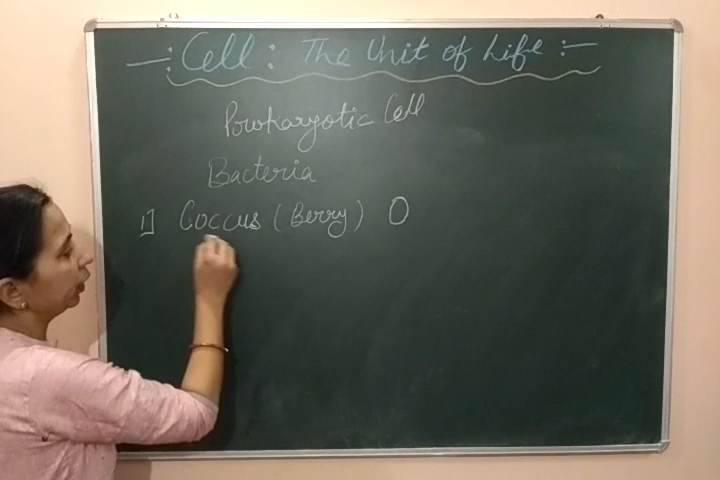 —: Cell : The Unit of Life :—
Prokaryotic Cell
Bacteria
1] Coccus (Berry) O